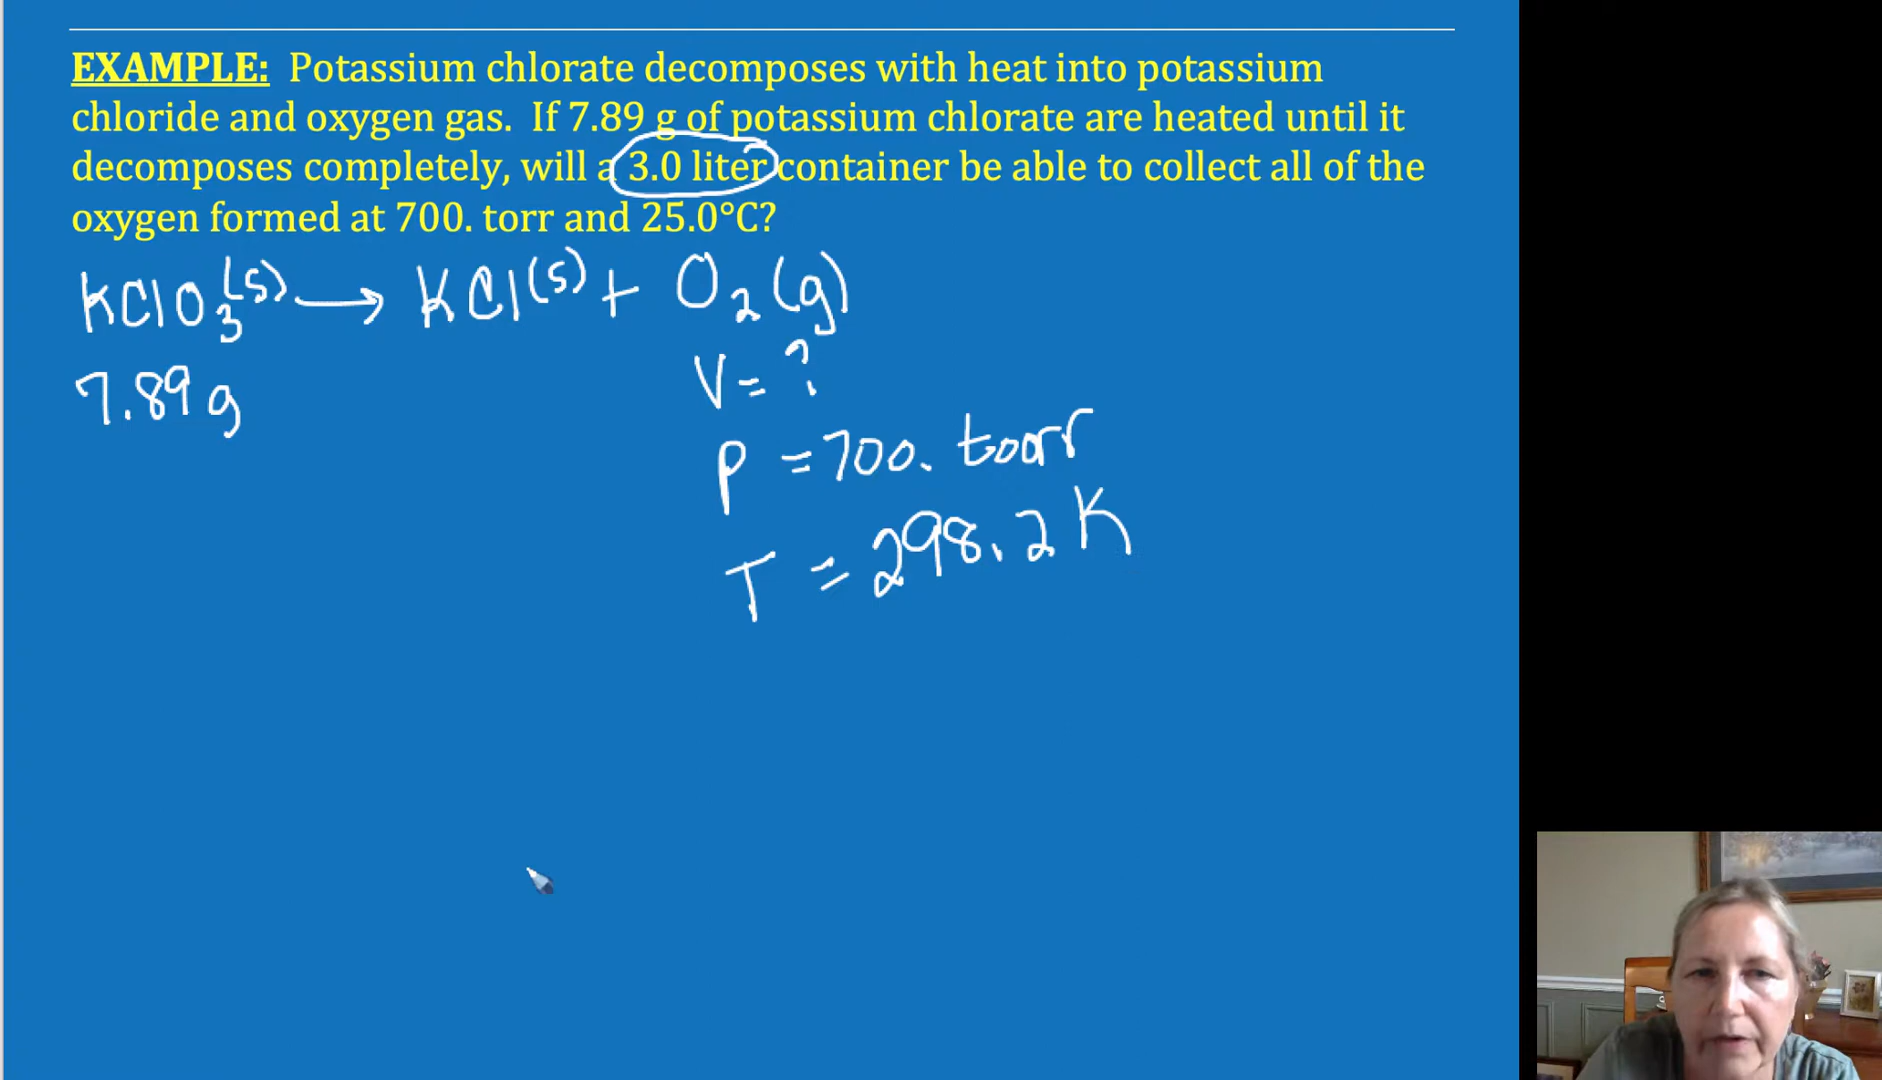 EXAMPLE: Potassium chlorate decomposes with heat into potassium
chloride and oxygen gas. If 7.89 g of potassium chlorate are heated until it
decomposes completely, will a 3.0 liter container be able to collect all of the
oxygen formed at 700. torr and 25.0°C?
KClO₃(s) → KCl(s) + O₂(g)
7.89 g
V = ?
P = 700. torr
T = 298.2 K